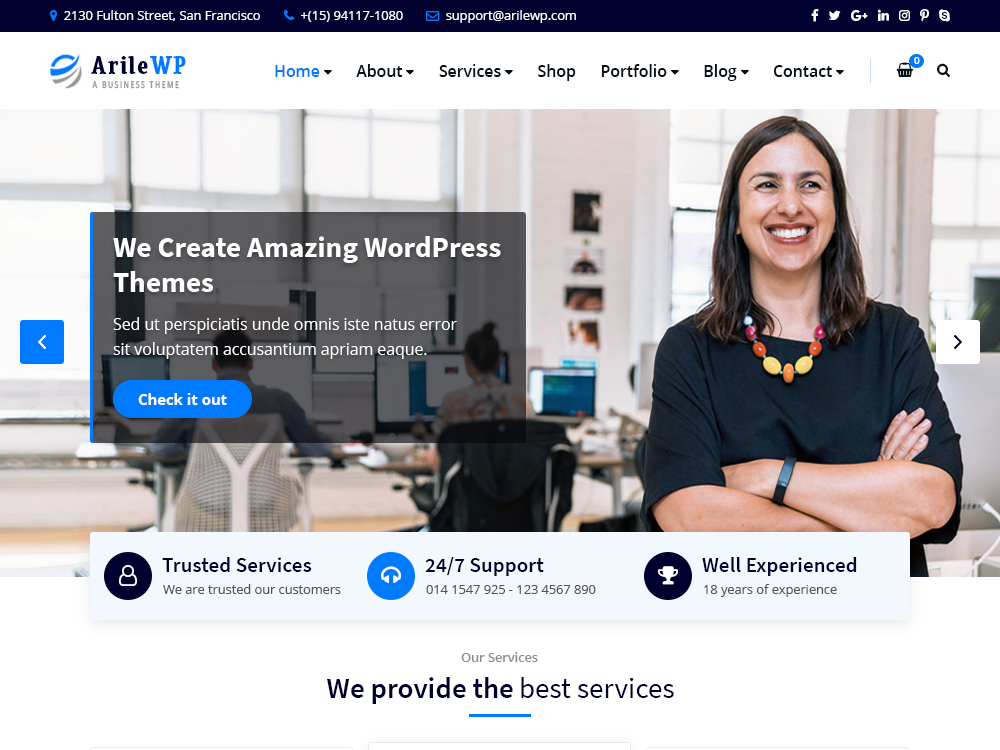 2130 Fulton Street, San Francisco +(15) 94117-1080 support@arilewp.com
ArileWP
A BUSINESS THEME
Home About Services Shop Portfolio Blog Contact 0
We Create Amazing WordPress
Themes
Sed ut perspiciatis unde omnis iste natus error
sit voluptatem accusantium apriam eaque.
Check it out
Trusted Services
We are trusted our customers
24/7 Support
014 1547 925 - 123 4567 890
Well Experienced
18 years of experience
Our Services
We provide the best services